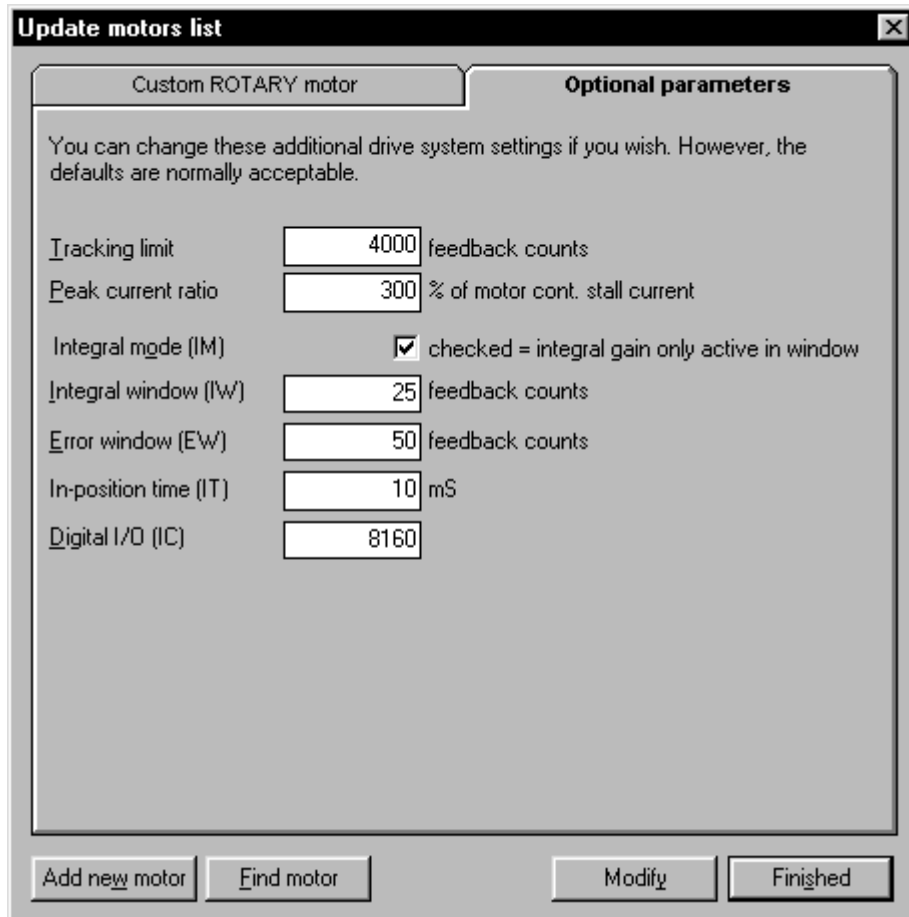 Update motors list
Custom ROTARY motor
Optional parameters
You can change these additional drive system settings if you wish. However, the
defaults are normally acceptable.
Tracking limit 4000 feedback counts
Peak current ratio 300 % of motor cont. stall current
Integral mode (IM) checked = integral gain only active in window
Integral window (IW) 25 feedback counts
Error window (EW) 50 feedback counts
In-position time (IT) 10 mS
Digital I/O (IC) 8160
Add new motor Find motor Modify Finished